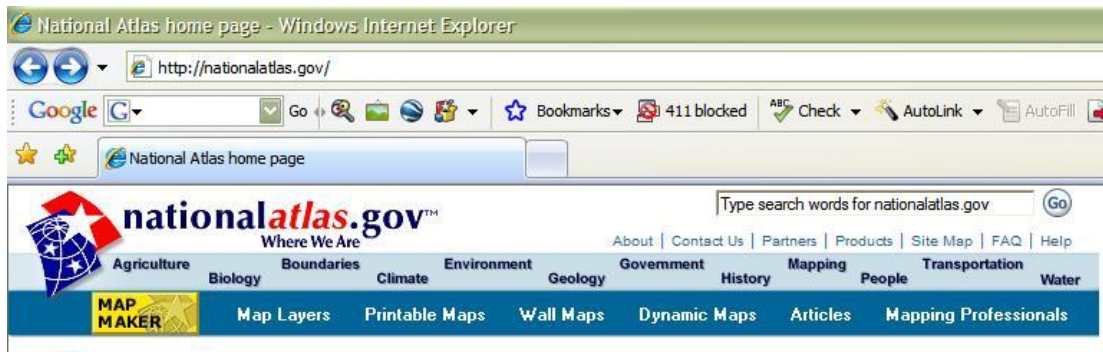 National Atlas home page - Windows Internet Explorer
http://nationalatlas.gov/
Google G Go Bookmarks 411 blocked ABC Check AutoLink AutoFill
National Atlas home page
nationalatlas.gov™
Where We Are
Type search words for nationalatlas.gov Go
About | Contact Us | Partners | Products | Site Map | FAQ | Help
Agriculture Biology Boundaries Climate Environment Geology Government History Mapping People Transportation Water
MAP MAKER Map Layers Printable Maps Wall Maps Dynamic Maps Articles Mapping Professionals